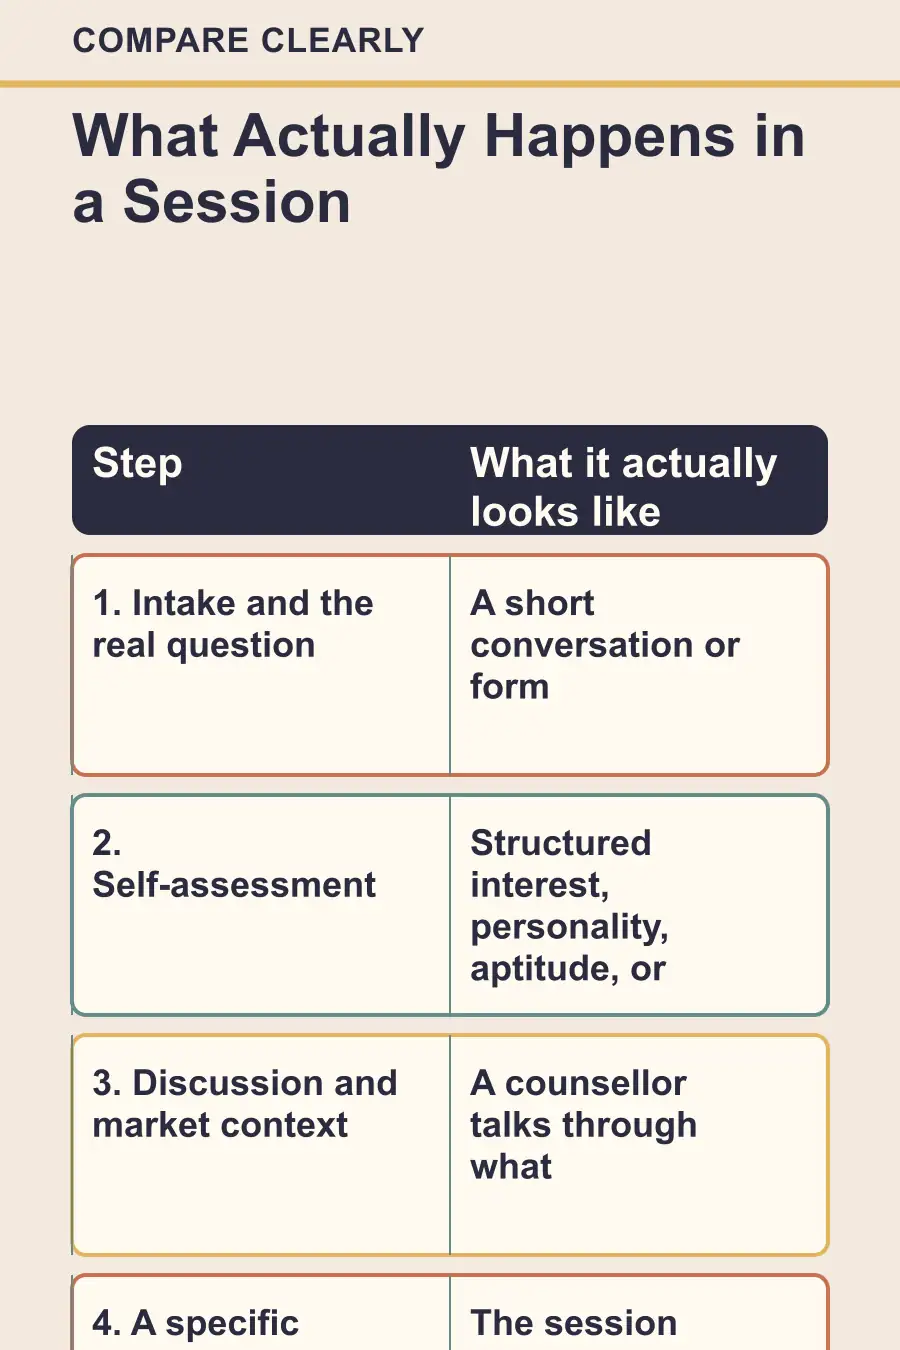 COMPARE CLEARLY
What Actually Happens in
a Session
Step
What it actually
looks like
1. Intake and the
real question
A short
conversation or
form
2.
Self-assessment
Structured
interest,
personality,
aptitude, or
3. Discussion and
market context
A counsellor
talks through
what
4. A specific
The session